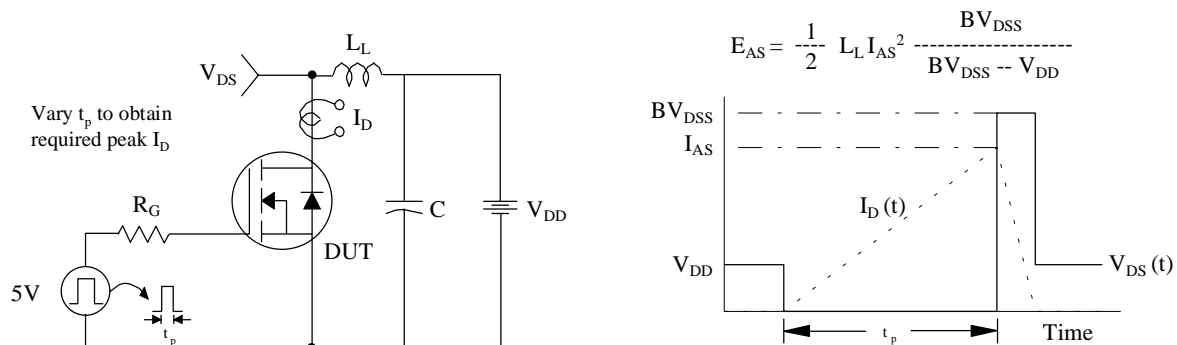 L_L
V_DS
Vary t_p to obtain
required peak I_D
I_D
R_G
C
V_DD
DUT
5V
t_p
BV_DSS
E_AS = 1/2 L_L I_AS^2 --------------------
BV_DSS -- V_DD
BV_DSS
I_AS
I_D (t)
V_DD
V_DS (t)
t_p
Time